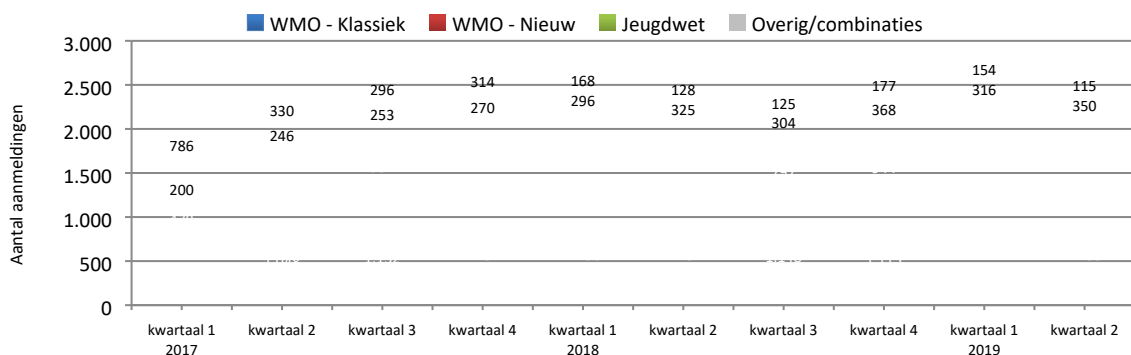 WMO - Klassiek WMO - Nieuw Jeugdwet Overig/combinaties
Aantal aanmeldingen
3.000
2.500
2.000
1.500
1.000
500
0
786 330 296 314 168 128 125 177 154 115
200 246 253 270 296 325 304 368 316 350
kwartaal 1 kwartaal 2 kwartaal 3 kwartaal 4 kwartaal 1 kwartaal 2 kwartaal 3 kwartaal 4 kwartaal 1 kwartaal 2
2017 2018 2019